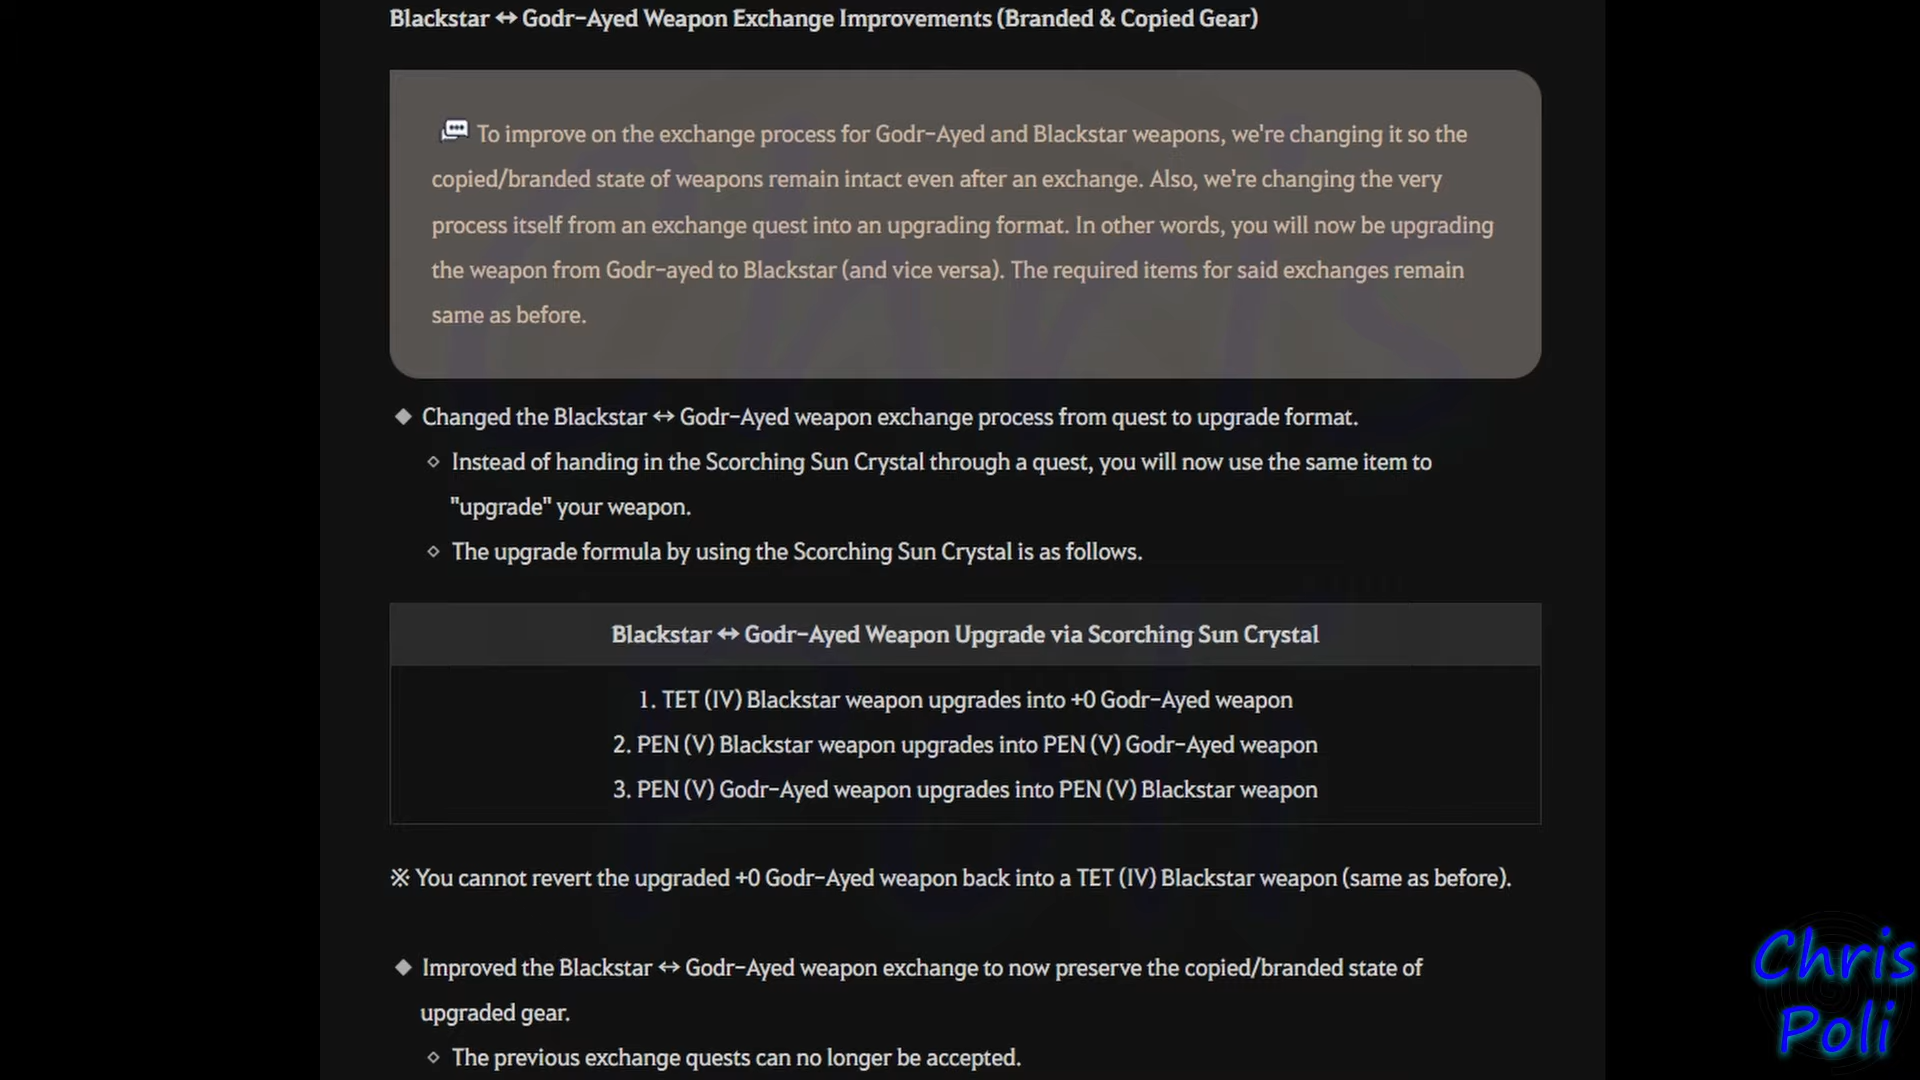 Blackstar ↔ Godr-Ayed Weapon Exchange Improvements (Branded & Copied Gear)
To improve on the exchange process for Godr-Ayed and Blackstar weapons, we're changing it so the
copied/branded state of weapons remain intact even after an exchange. Also, we're changing the very
process itself from an exchange quest into an upgrading format. In other words, you will now be upgrading
the weapon from Godr-ayed to Blackstar (and vice versa). The required items for said exchanges remain
same as before.
◆ Changed the Blackstar ↔ Godr-Ayed weapon exchange process from quest to upgrade format.
◇ Instead of handing in the Scorching Sun Crystal through a quest, you will now use the same item to
"upgrade" your weapon.
◇ The upgrade formula by using the Scorching Sun Crystal is as follows.
Blackstar ↔ Godr-Ayed Weapon Upgrade via Scorching Sun Crystal
1. TET (IV) Blackstar weapon upgrades into +0 Godr-Ayed weapon
2. PEN (V) Blackstar weapon upgrades into PEN (V) Godr-Ayed weapon
3. PEN (V) Godr-Ayed weapon upgrades into PEN (V) Blackstar weapon
※ You cannot revert the upgraded +0 Godr-Ayed weapon back into a TET (IV) Blackstar weapon (same as before).
◆ Improved the Blackstar ↔ Godr-Ayed weapon exchange to now preserve the copied/branded state of
upgraded gear.
◇ The previous exchange quests can no longer be accepted.
Chris
Poli